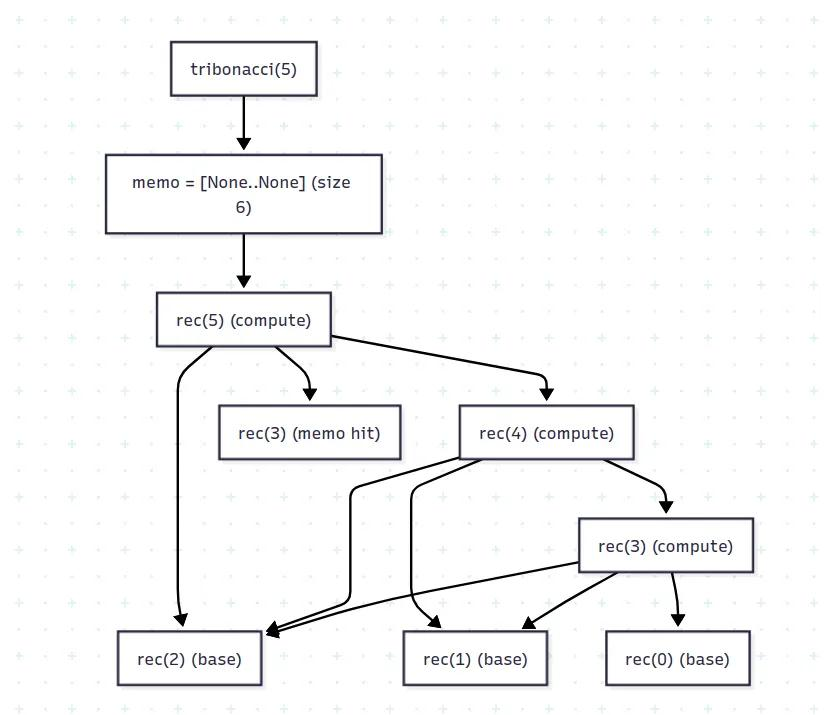 tribonacci(5)
memo = [None..None] (size
6)
rec(5) (compute)
rec(3) (memo hit)
rec(4) (compute)
rec(3) (compute)
rec(2) (base)
rec(1) (base)
rec(0) (base)